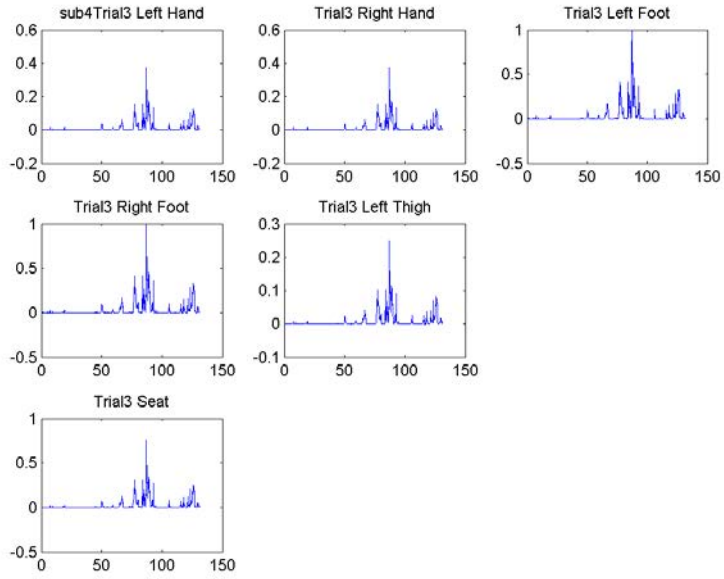 sub4Trial3 Left Hand
0.6
0.4
0.2
0
-0.2
0 50 100 150
Trial3 Right Hand
0.6
0.4
0.2
0
-0.2
0 50 100 150
Trial3 Left Foot
1
0.5
0
-0.5
0 50 100 150
Trial3 Right Foot
1
0.5
0
-0.5
0 50 100 150
Trial3 Left Thigh
0.3
0.2
0.1
0
-0.1
0 50 100 150
Trial3 Seat
1
0.5
0
-0.5
0 50 100 150